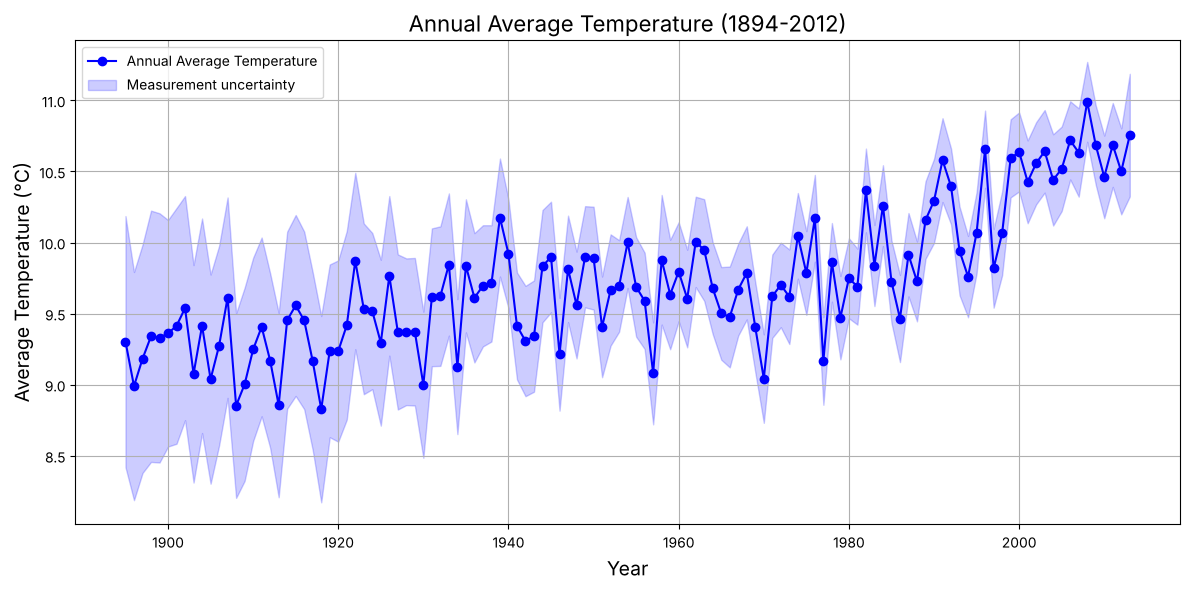 Annual Average Temperature (1894-2012)
Annual Average Temperature
Measurement uncertainty
Average Temperature (°C)
11.0
10.5
10.0
9.5
9.0
8.5
1900 1920 1940 1960 1980 2000
Year